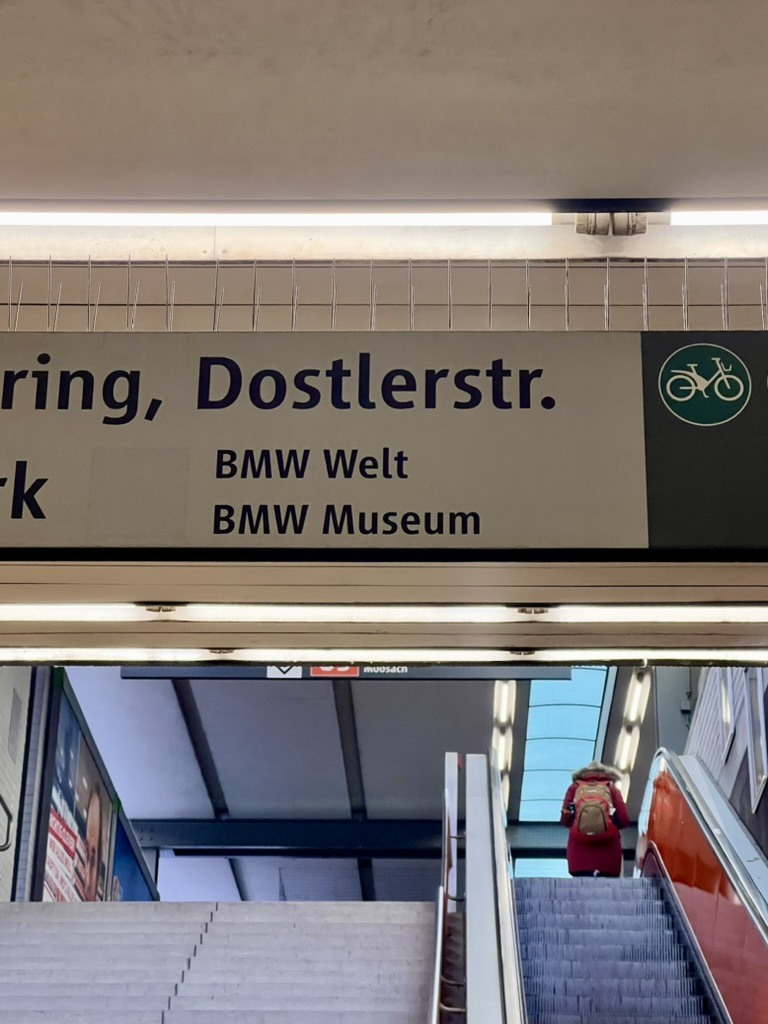 ring, Dostlerstr.
rk
BMW Welt
BMW Museum
Moosach